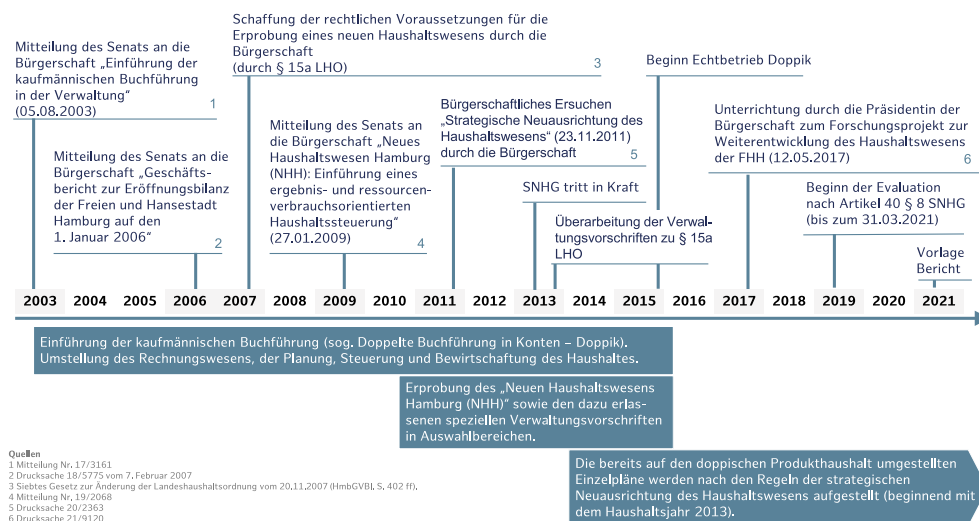 Mitteilung des Senats an die
Bürgerschaft „Einführung der
kaufmännischen Buchführung
in der Verwaltung“
(05.08.2003)
1
Mitteilung des Senats an die
Bürgerschaft „Geschäfts-
bericht zur Eröffnungsbilanz
der Freien und Hansestadt
Hamburg auf den
1. Januar 2006“
2
Schaffung der rechtlichen Voraussetzungen für die
Erprobung eines neuen Haushaltswesens durch die
Bürgerschaft
(durch § 15a LHO)
3
Mitteilung des Senats an
die Bürgerschaft „Neues
Haushaltswesen Hamburg
(NHH): Einführung eines
ergebnis- und ressourcen-
verbrauchsorientierten
Haushaltssteuerung“
(27.01.2009)
4
Bürgerschaftliches Ersuchen
„Strategische Neuausrichtung des
Haushaltswesens“ (23.11.2011)
durch die Bürgerschaft
5
SNHG tritt in Kraft
Überarbeitung der Verwal-
tungsvorschriften zu § 15a
LHO
Beginn Echtbetrieb Doppik
Unterrichtung durch die Präsidentin der
Bürgerschaft zum Forschungsprojekt zur
Weiterentwicklung des Haushaltswesens
der FHH (12.05.2017)
6
Beginn der Evaluation
nach Artikel 40 § 8 SNHG
(bis zum 31.03.2021)
Vorlage
Bericht
2003 2004 2005 2006 2007 2008 2009 2010 2011 2012 2013 2014 2015 2016 2017 2018 2019 2020 2021
Einführung der kaufmännischen Buchführung (sog. Doppelte Buchführung in Konten – Doppik).
Umstellung des Rechnungswesens, der Planung, Steuerung und Bewirtschaftung des Haushaltes.
Erprobung des „Neuen Haushaltswesens
Hamburg (NHH)“ sowie den dazu erlas-
senen speziellen Verwaltungsvorschriften
in Auswahlbereichen.
Die bereits auf den doppischen Produkthaushalt umgestellten
Einzelpläne werden nach den Regeln der strategischen
Neuausrichtung des Haushaltswesens aufgestellt (beginnend mit
dem Haushaltsjahr 2013).
Quellen
1 Mitteilung Nr. 17/3161
2 Drucksache 18/5775 vom 7. Februar 2007
3 Siebtes Gesetz zur Änderung der Landeshaushaltsordnung vom 20.11.2007 (HmbGVBl. S. 402 ff).
4 Mitteilung Nr. 19/2068
5 Drucksache 20/2363
6 Drucksache 21/9120